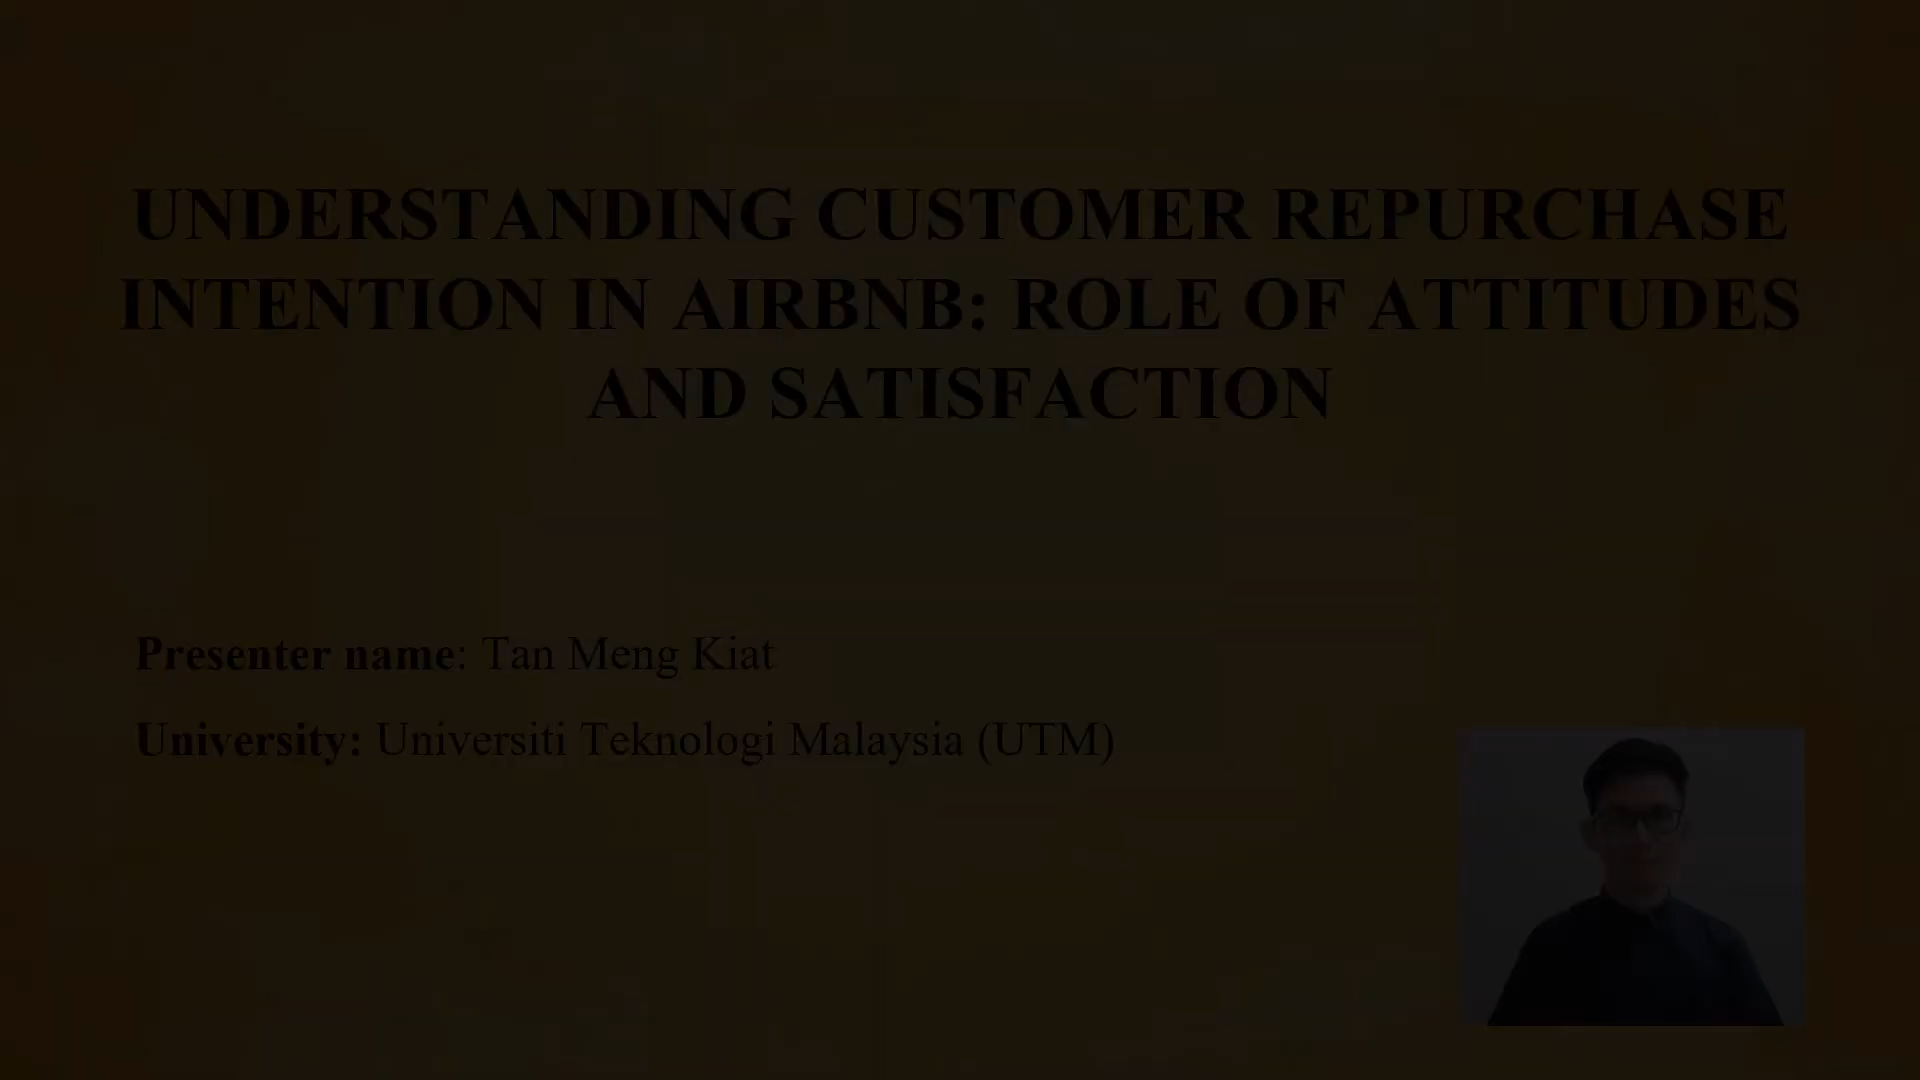 UNDERSTANDING CUSTOMER REPURCHASE
INTENTION IN AIRBNB: ROLE OF ATTITUDES
AND SATISFACTION
Presenter name: Tan Meng Kiat
University: Universiti Teknologi Malaysia (UTM)